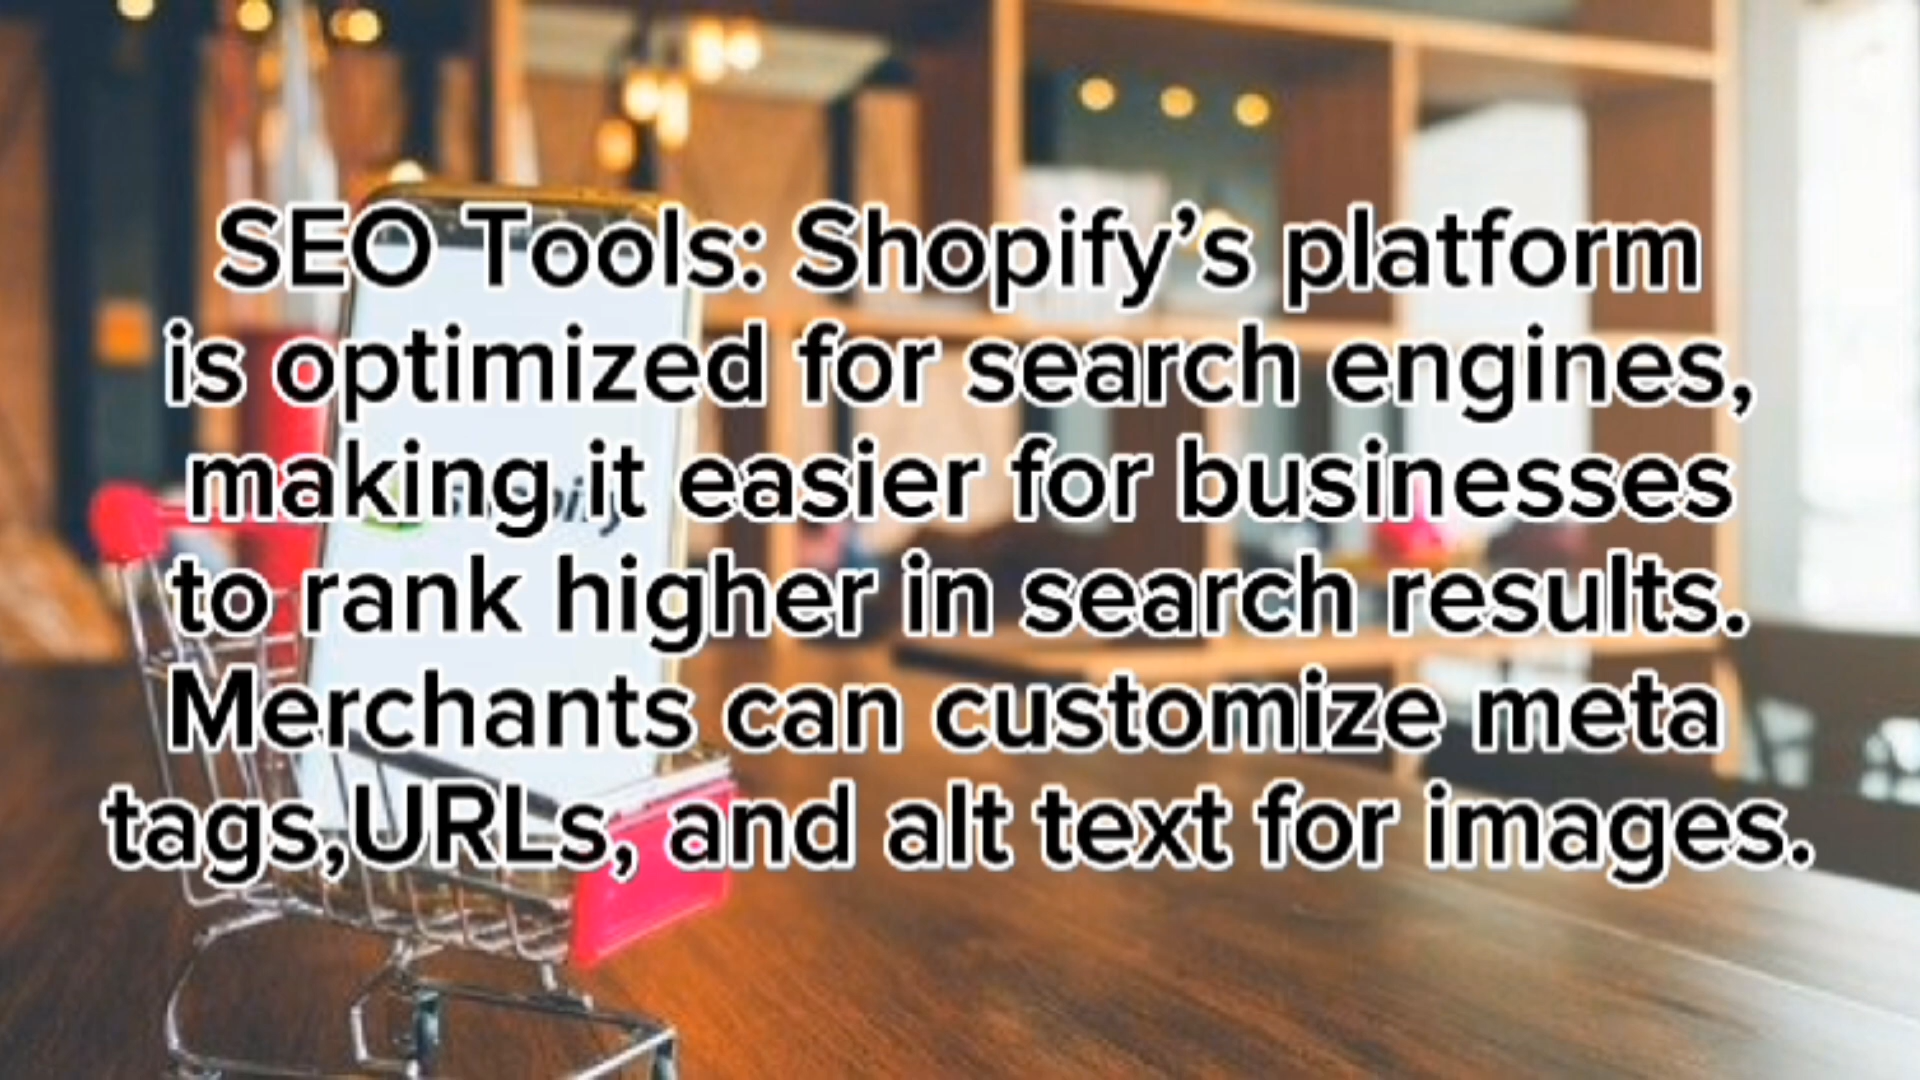 SEO Tools: Shopify’s platform
is optimized for search engines,
making it easier for businesses
to rank higher in search results.
Merchants can customize meta
tags,URLs, and alt text for images.